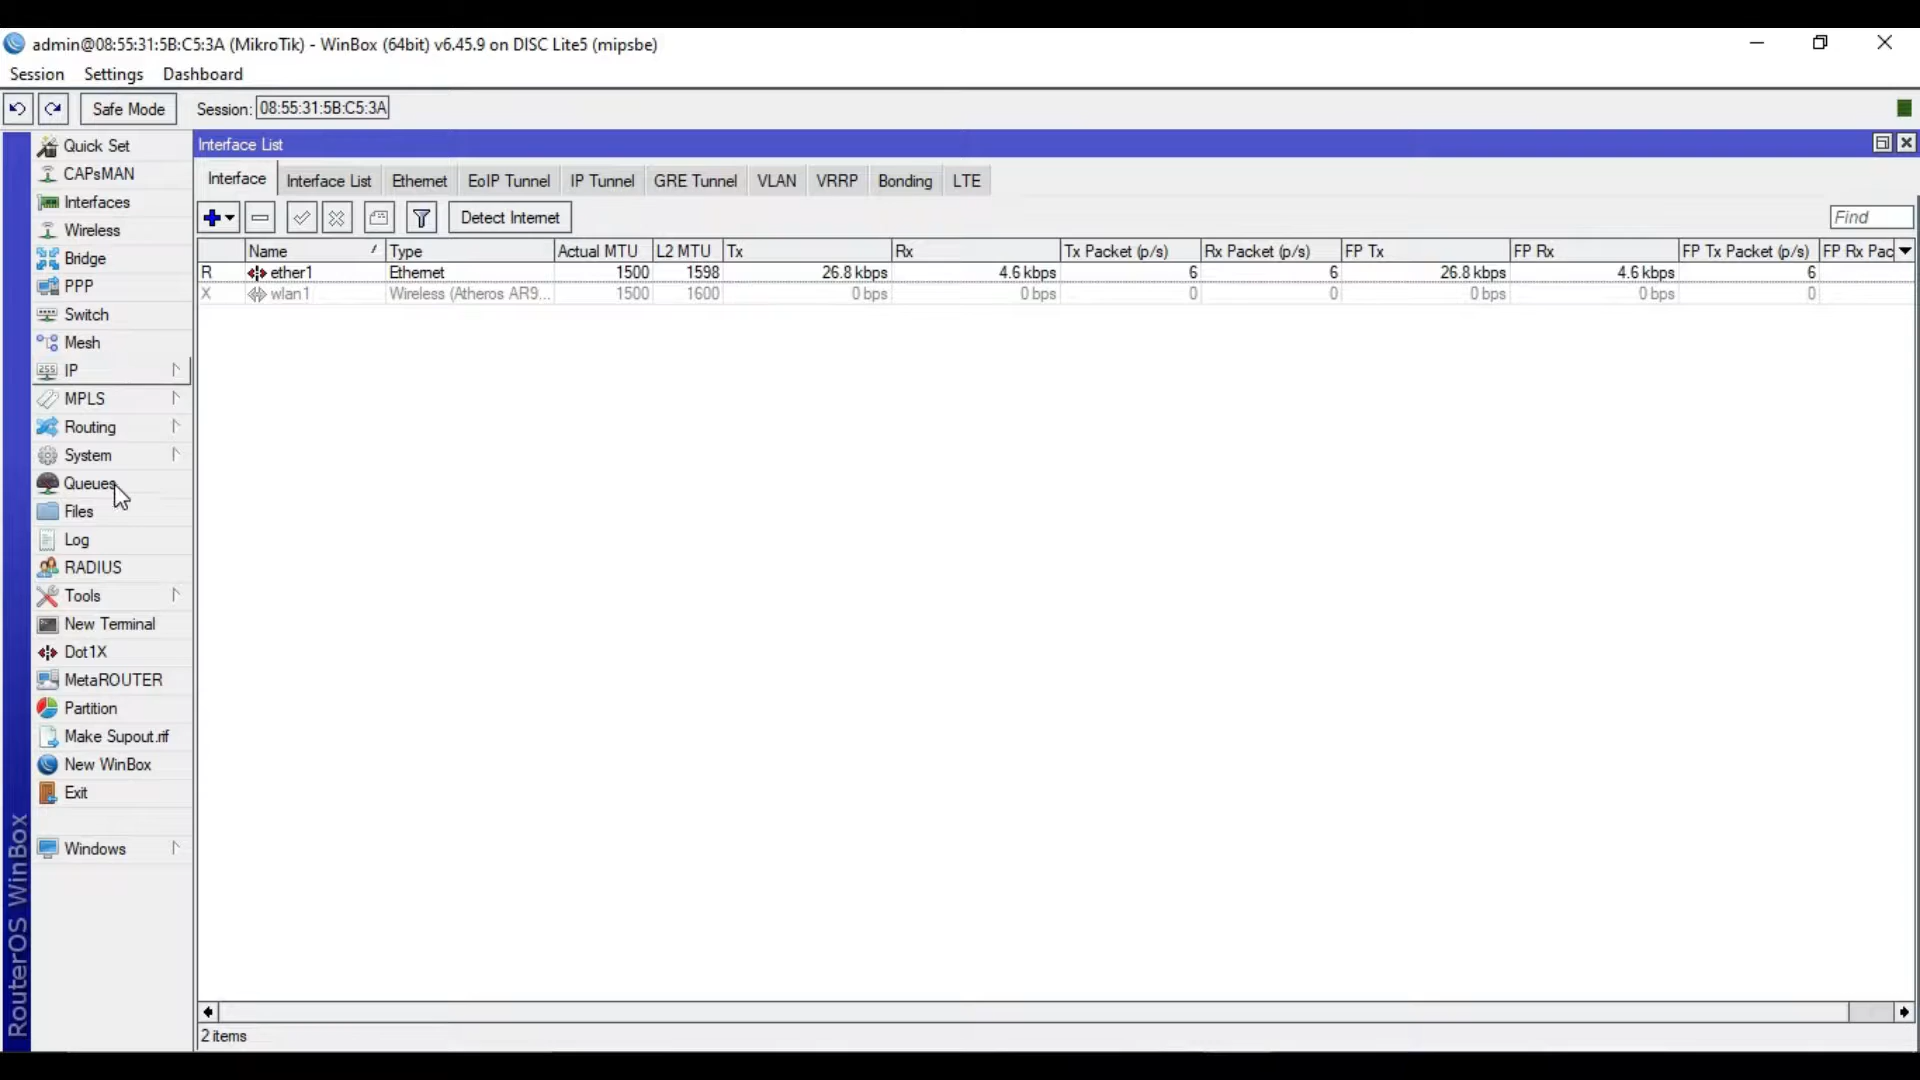 admin@08:55:31:5B:C5:3A (MikroTik) - WinBox (64bit) v6.45.9 on DISC Lite5 (mipsbe)
Session Settings Dashboard
Safe Mode Session: 08:55:31:5B:C5:3A
Quick Set
CAPsMAN
Interfaces
Wireless
Bridge
PPP
Switch
Mesh
IP
MPLS
Routing
System
Queues
Files
Log
RADIUS
Tools
New Terminal
Dot1X
MetaROUTER
Partition
Make Supout.rif
New WinBox
Exit
Windows
RouterOS WinBox
Interface List
Interface Interface List Ethernet EoIP Tunnel IP Tunnel GRE Tunnel VLAN VRRP Bonding LTE
Detect Internet Find
Name Type Actual MTU L2 MTU Tx Rx Tx Packet (p/s) Rx Packet (p/s) FP Tx FP Rx FP Tx Packet (p/s) FP Rx Pac
R ether1 Ethernet 1500 1598 26.8 kbps 4.6 kbps 6 6 26.8 kbps 4.6 kbps 6
X wlan1 Wireless (Atheros AR9... 1500 1600 0 bps 0 bps 0 0 0 bps 0 bps 0
2 items